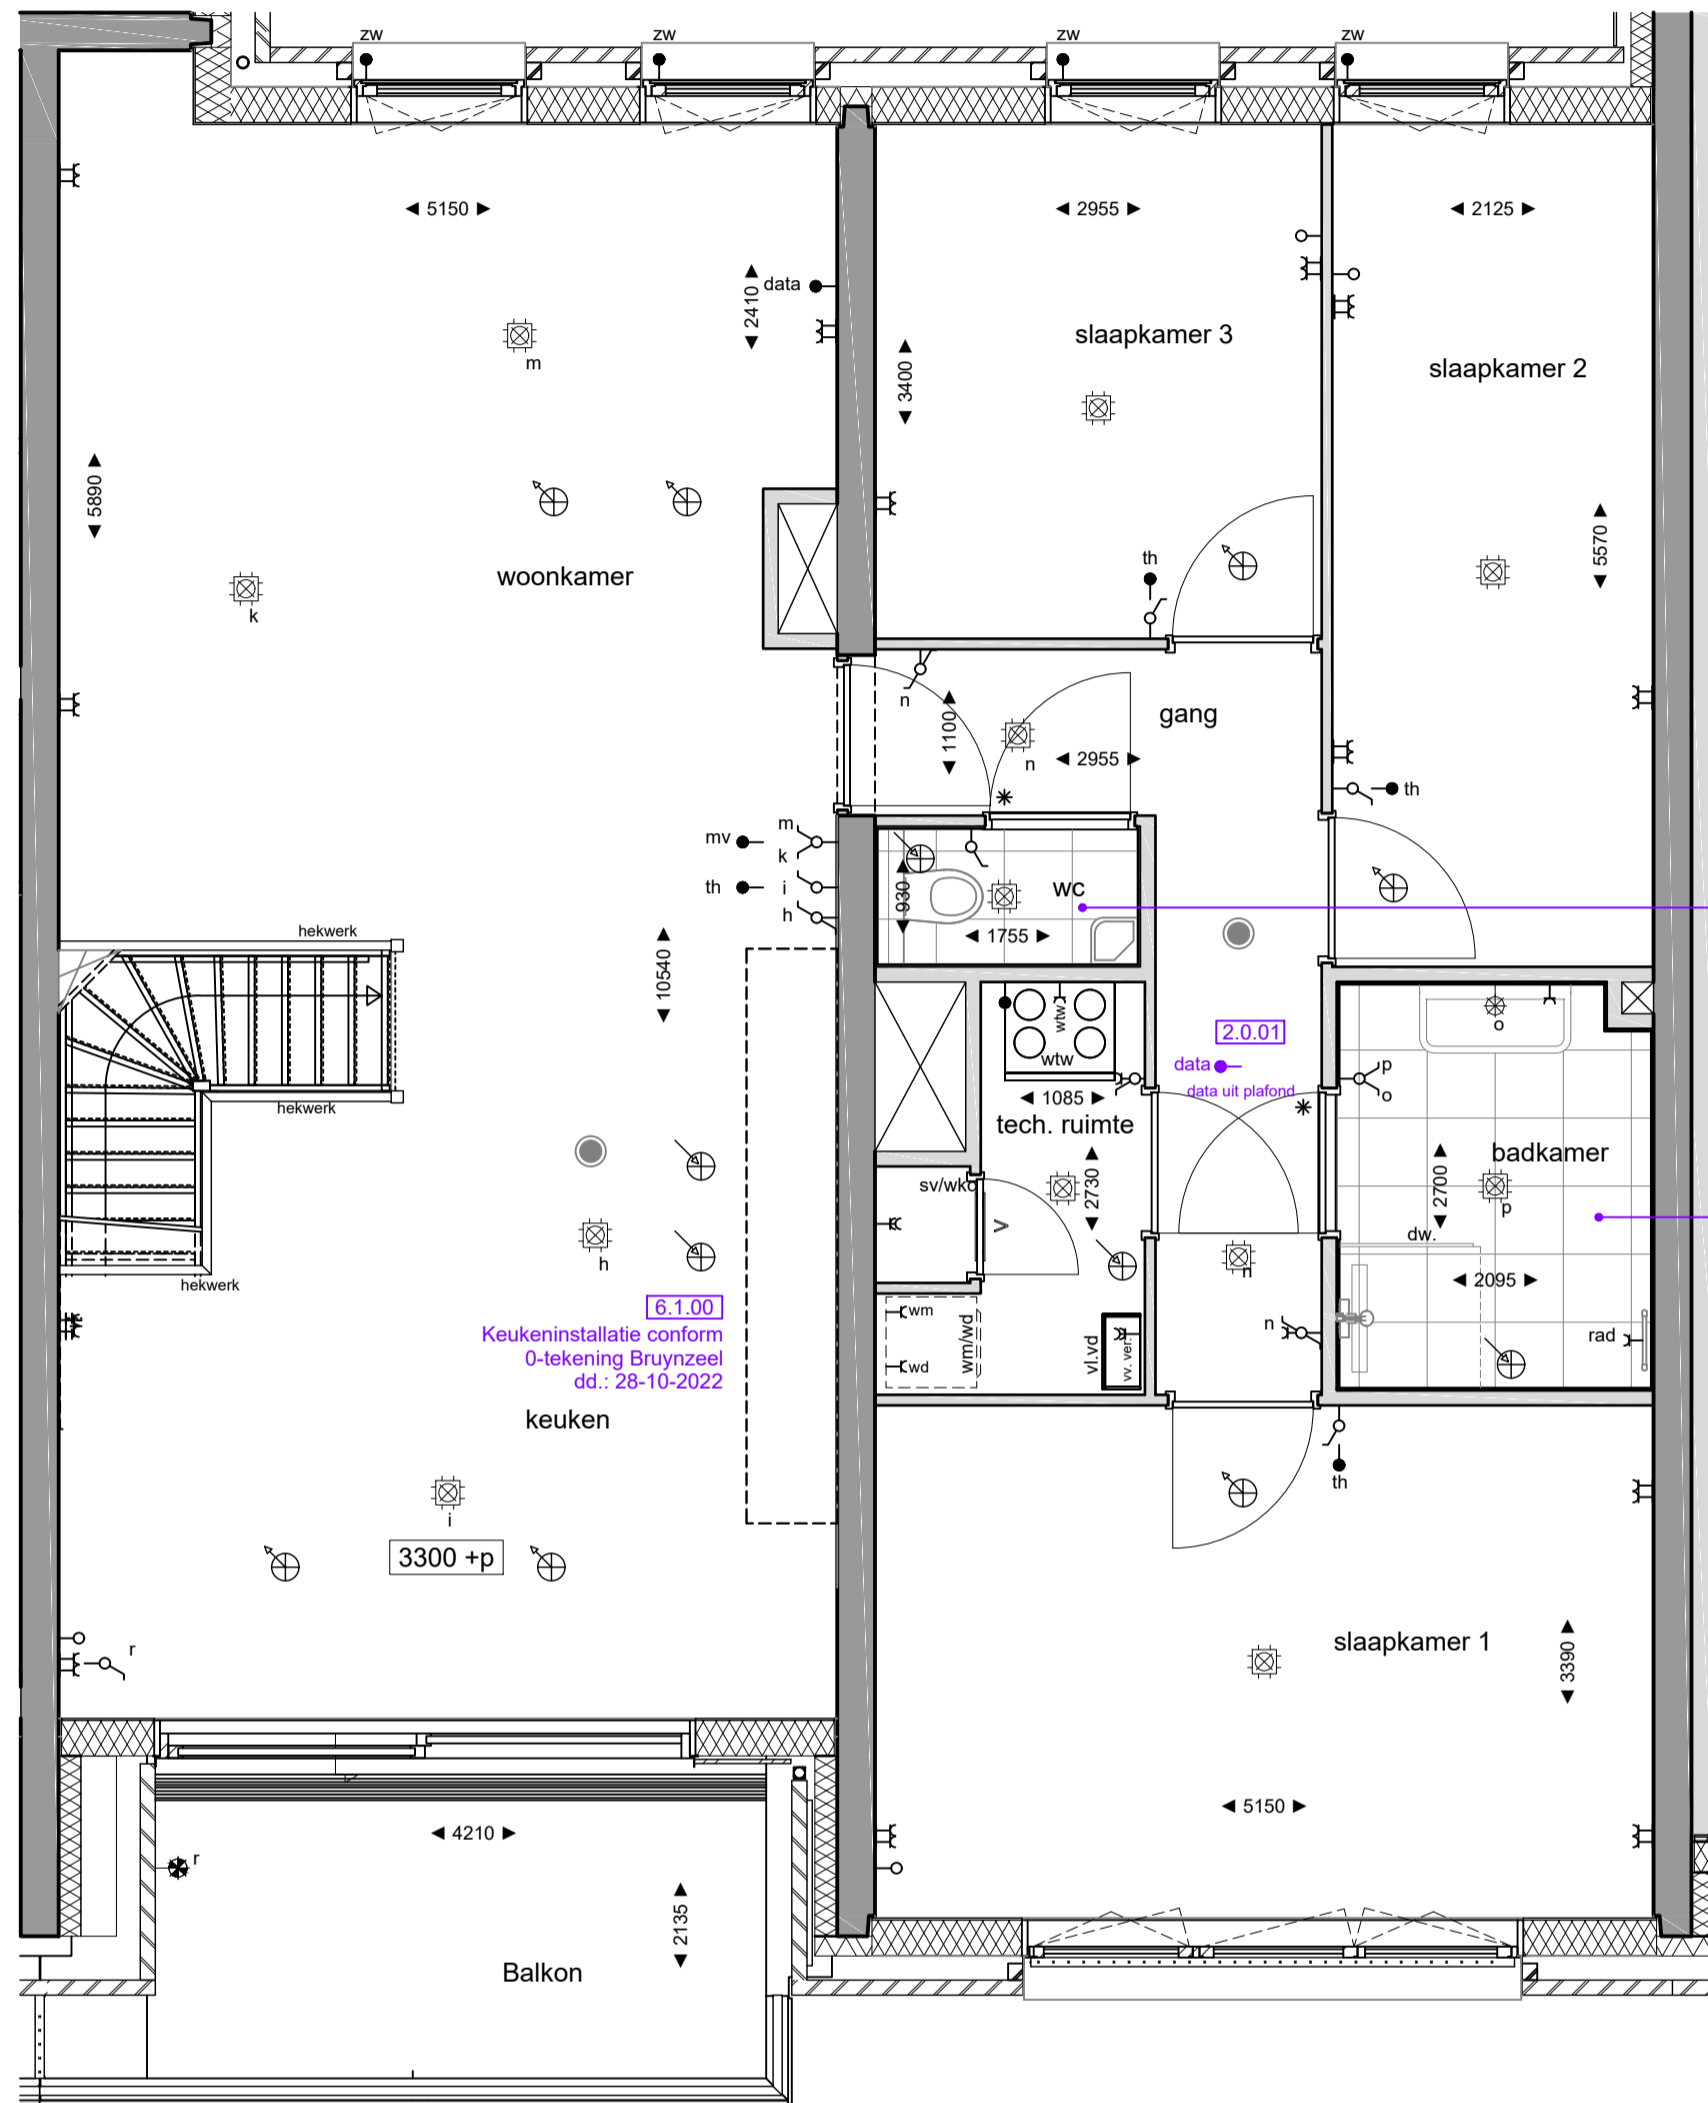 zw
zw
zw
zw
5150
2955
2125
2410
data
m
slaapkamer 3
slaapkamer 2
3400
5890
5570
woonkamer
k
th
n
1100
gang
n
2955
th
mv
m
k
th
i
h
930
wc
1755
hekwerk
10540
hekwerk
hekwerk
wtw
wtw
2.0.01
data
data uit plafond
1085
tech. ruimte
o
p
o
badkamer
2730
2700
p
dw.
sv/wko
V
h
n
2095
6.1.00
Keukeninstallatie conform
0-tekening Bruynzeel
dd.: 28-10-2022
keuken
wm
wd
wm/wd
vl.vd
vv. ver.
n
rad
th
i
3300 +p
r
slaapkamer 1
3390
5150
4210
r
2135
Balkon